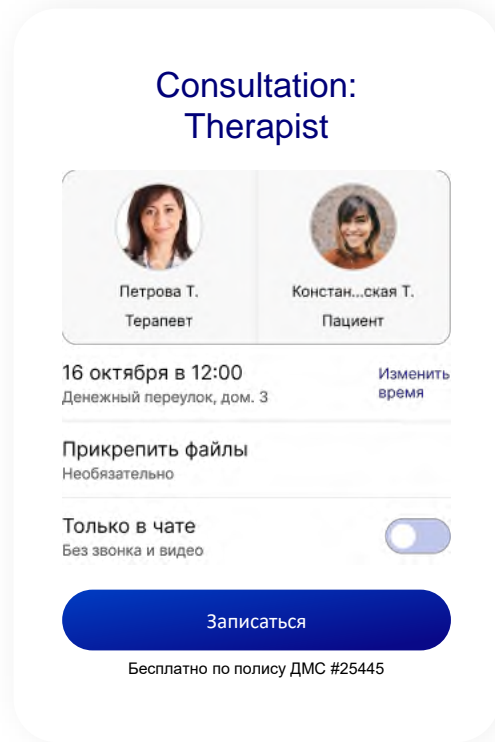 Consultation:
Therapist
Петрова Т.
Терапевт
Констан...ская Т.
Пациент
16 октября в 12:00
Денежный переулок, дом. 3
Изменить
время
Прикрепить файлы
Необязательно
Только в чате
Без звонка и видео
Записаться
Бесплатно по полису ДМС #25445